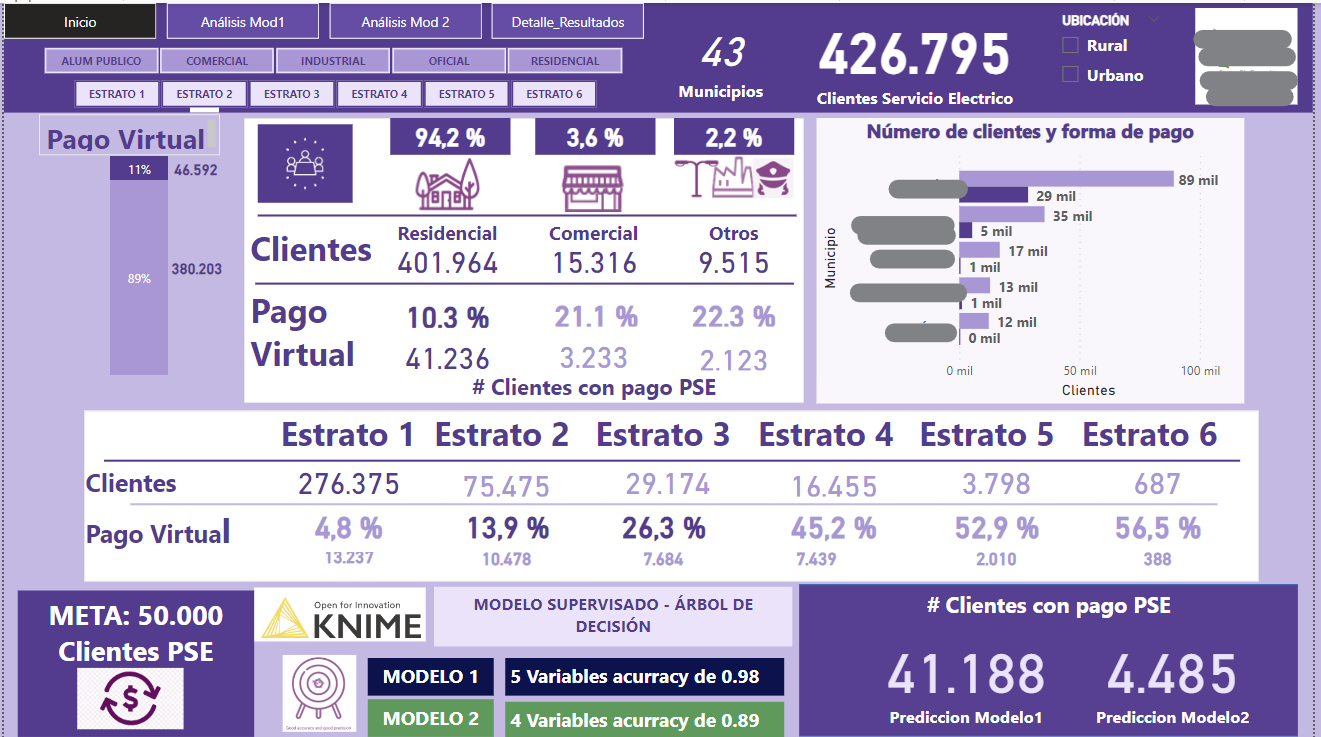 Inicio
Análisis Mod1
Análisis Mod 2
Detalle_Resultados
ALUM PUBLICO
COMERCIAL
INDUSTRIAL
OFICIAL
RESIDENCIAL
ESTRATO 1
ESTRATO 2
ESTRATO 3
ESTRATO 4
ESTRATO 5
ESTRATO 6
43
Municipios
426.795
Clientes Servicio Electrico
UBICACIÓN
Rural
Urbano
Pago Virtual
11%
46.592
89%
380.203
94,2 %
3,6 %
2,2 %
Clientes
Residencial
Comercial
Otros
401.964
15.316
9.515
Pago
Virtual
10.3 %
21.1 %
22.3 %
41.236
3.233
2.123
# Clientes con pago PSE
Número de clientes y forma de pago
Municipio
89 mil
29 mil
35 mil
5 mil
17 mil
1 mil
13 mil
1 mil
12 mil
0 mil
0 mil
50 mil
100 mil
Clientes
Estrato 1
Estrato 2
Estrato 3
Estrato 4
Estrato 5
Estrato 6
Clientes
276.375
75.475
29.174
16.455
3.798
687
Pago Virtual
4,8 %
13,9 %
26,3 %
45,2 %
52,9 %
56,5 %
13.237
10.478
7.684
7.439
2.010
388
META: 50.000
Clientes PSE
$
Open for Innovation
KNIME
MODELO SUPERVISADO - ÁRBOL DE
DECISIÓN
Good accuracy and good precision
MODELO 1
5 Variables acurracy de 0.98
MODELO 2
4 Variables acurracy de 0.89
# Clientes con pago PSE
41.188
4.485
Prediccion Modelo1
Prediccion Modelo2